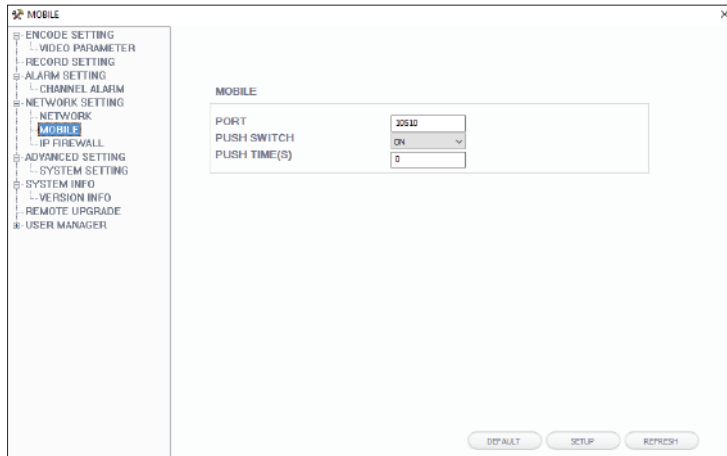 MOBILE
ENCODE SETTING
VIDEO PARAMETER
RECORD SETTING
ALARM SETTING
CHANNEL ALARM
NETWORK SETTING
NETWORK
MOBILE
IP FIREWALL
ADVANCED SETTING
SYSTEM SETTING
SYSTEM INFO
VERSION INFO
REMOTE UPGRADE
USER MANAGER
MOBILE
PORT 10510
PUSH SWITCH ON
PUSH TIME(S) 0
DEFAULT SETUP REFRESH